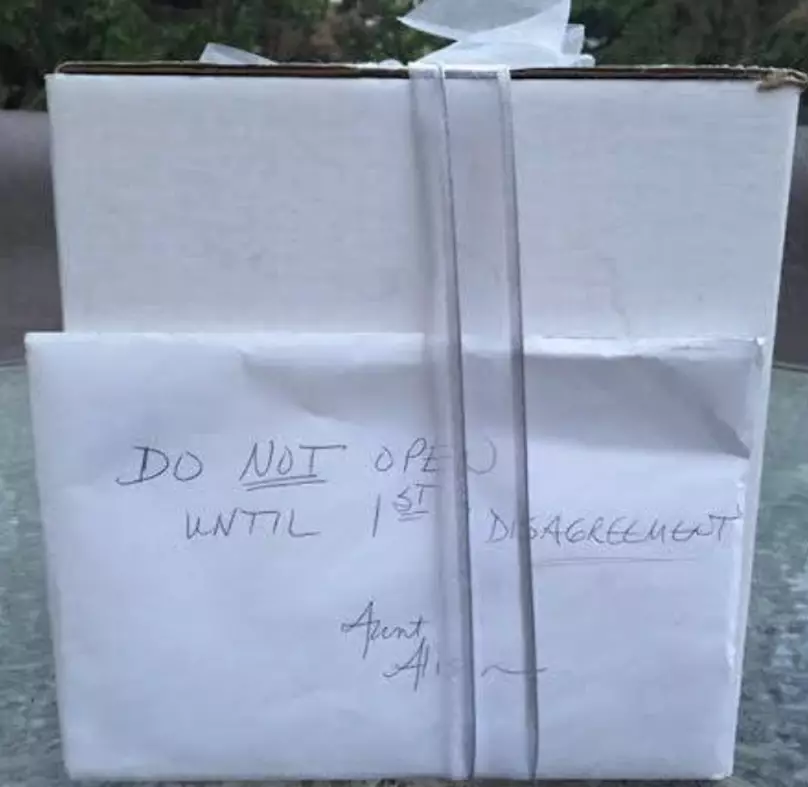 DO NOT OPEN
UNTIL 1ST DISAGREEMENT
Aunt